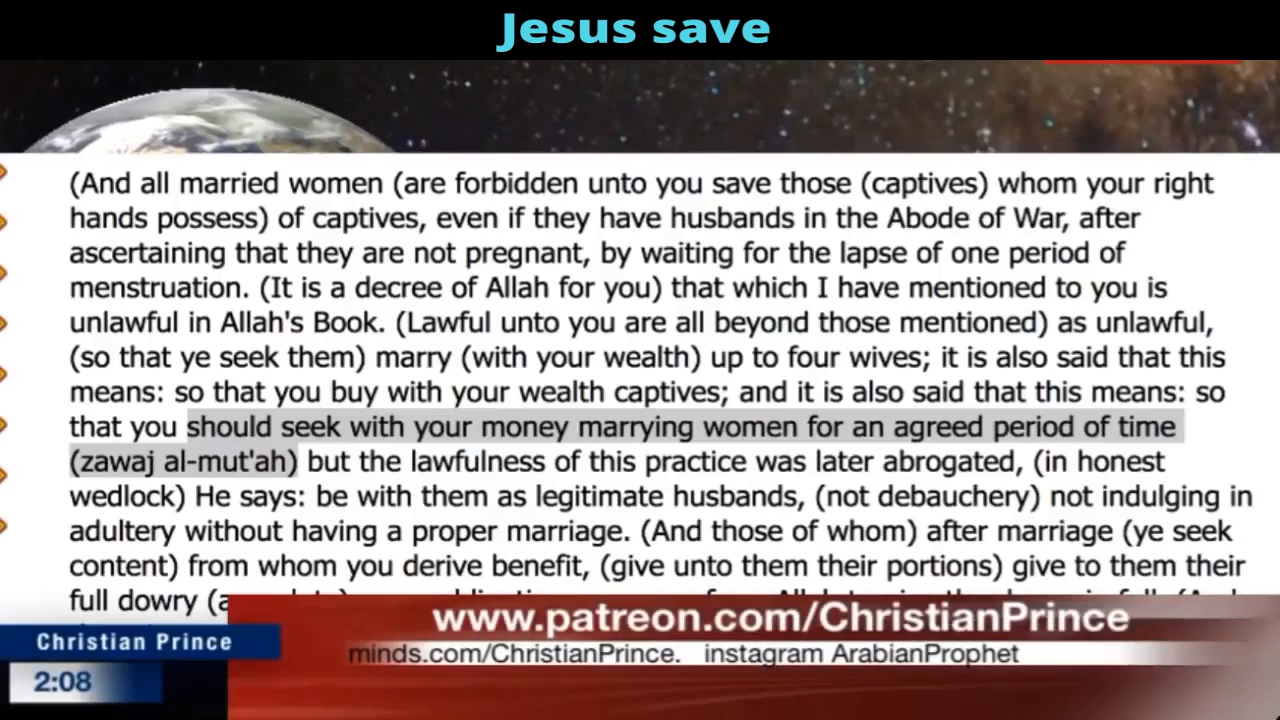 Jesus save
(And all married women (are forbidden unto you save those (captives) whom your right
hands possess) of captives, even if they have husbands in the Abode of War, after
ascertaining that they are not pregnant, by waiting for the lapse of one period of
menstruation. (It is a decree of Allah for you) that which I have mentioned to you is
unlawful in Allah's Book. (Lawful unto you are all beyond those mentioned) as unlawful,
(so that ye seek them) marry (with your wealth) up to four wives; it is also said that this
means: so that you buy with your wealth captives; and it is also said that this means: so
that you should seek with your money marrying women for an agreed period of time
(zawaj al-mut'ah) but the lawfulness of this practice was later abrogated, (in honest
wedlock) He says: be with them as legitimate husbands, (not debauchery) not indulging in
adultery without having a proper marriage. (And those of whom) after marriage (ye seek
content) from whom you derive benefit, (give unto them their portions) give to them their
full dowry
www.patreon.com/ChristianPrince
Christian Prince
minds.com/ChristianPrince. instagram ArabianProphet
2:08